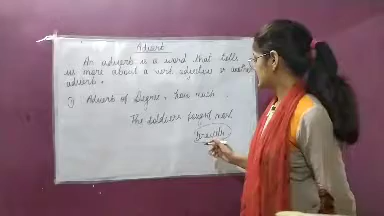 Adverb
An adverb is a word that tells
us more about a verb adjective or another
adverb.
① Adverb of Degree, how much
The soldiers fought most
bravely